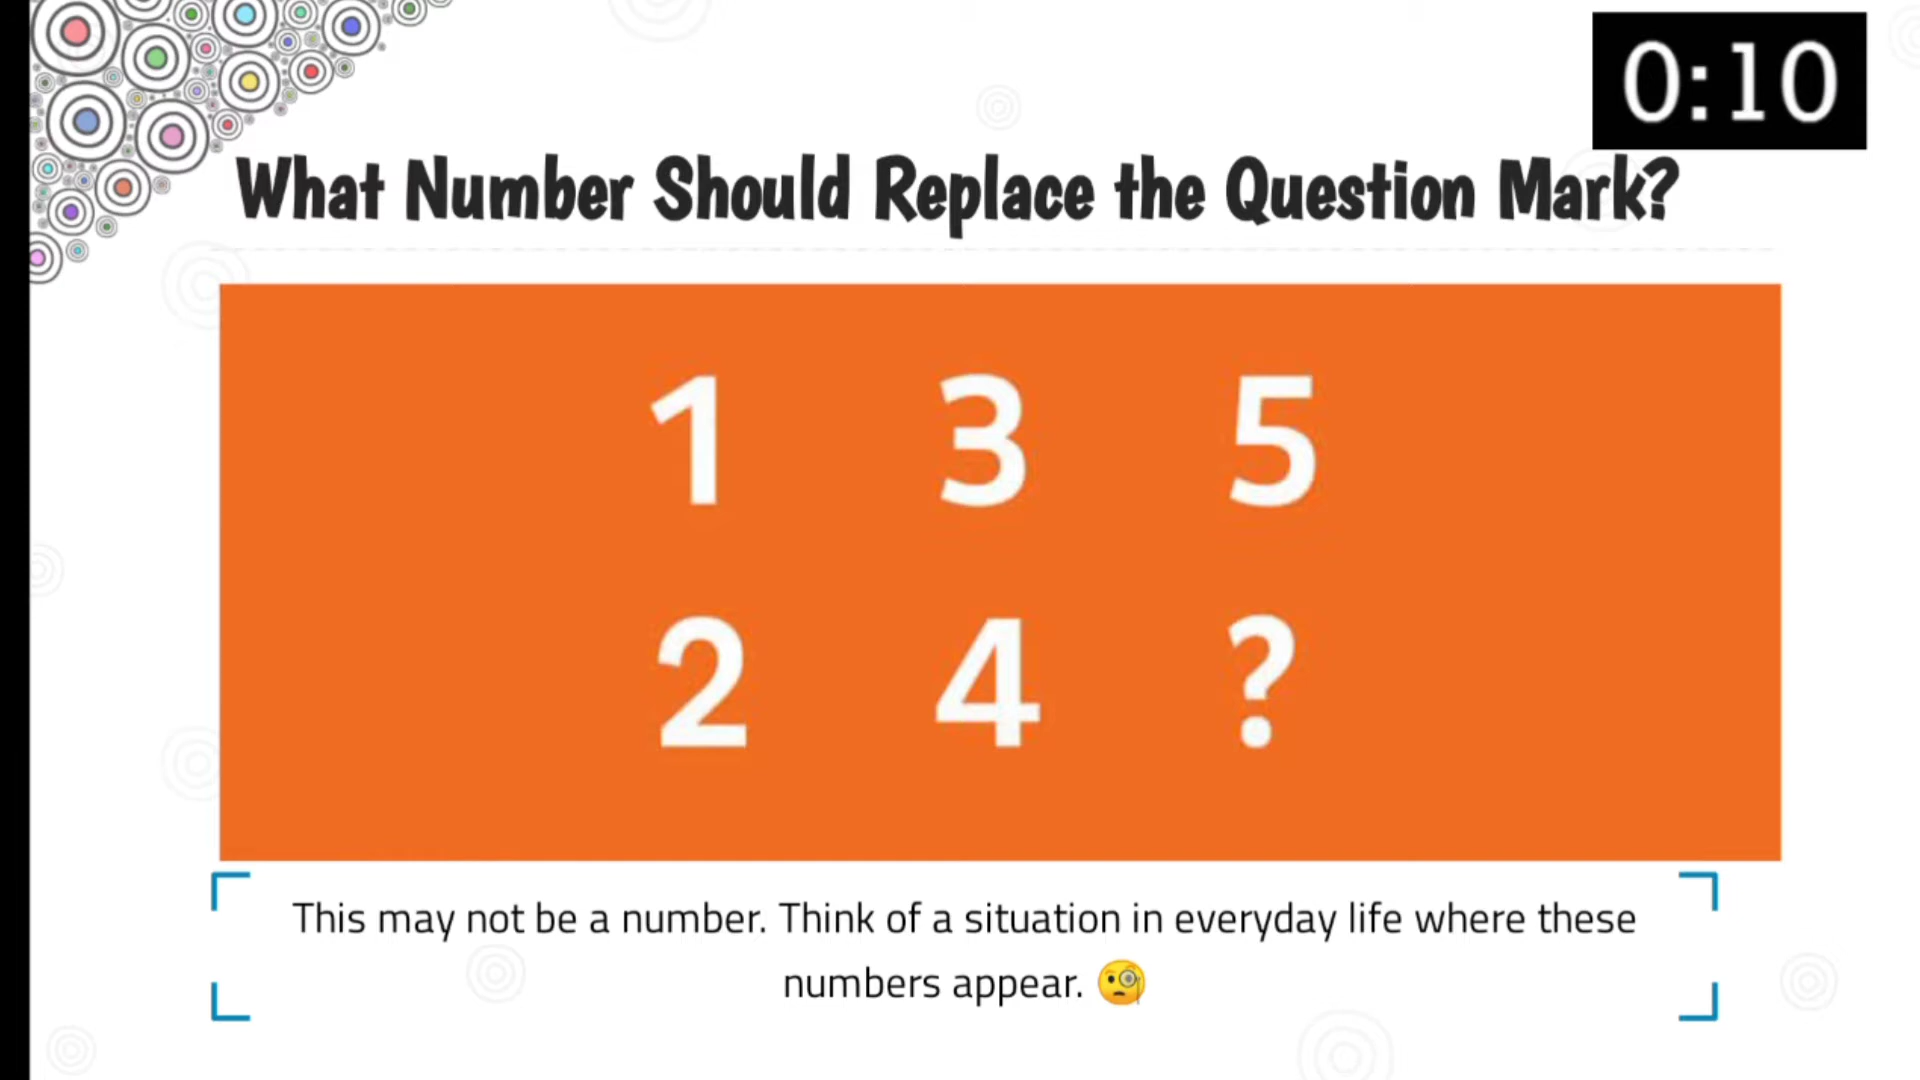 0:10
What Number Should Replace the Question Mark?
1 3 5
2 4 ?
This may not be a number. Think of a situation in everyday life where these
numbers appear. 🧐